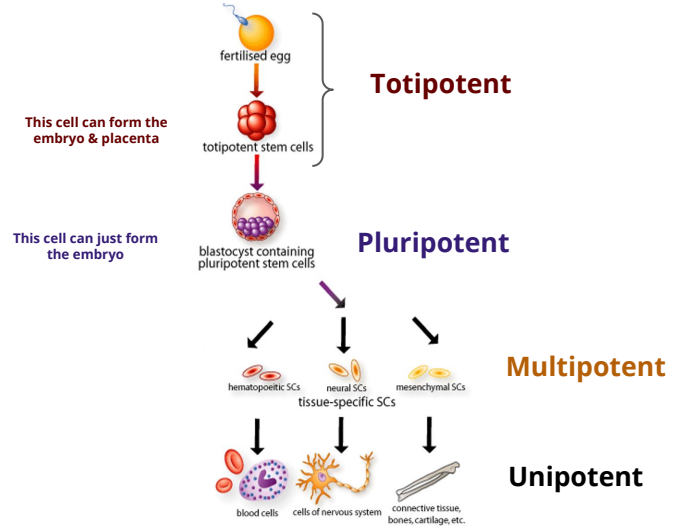 fertilised egg
Totipotent
This cell can form the
embryo & placenta
totipotent stem cells
This cell can just form
the embryo
Pluripotent
blastocyst containing
pluripotent stem cells
hematopoeitic SCs
neural SCs
mesenchymal SCs
Multipotent
tissue-specific SCs
Unipotent
blood cells
cells of nervous system
connective tissue,
bones, cartilage, etc.